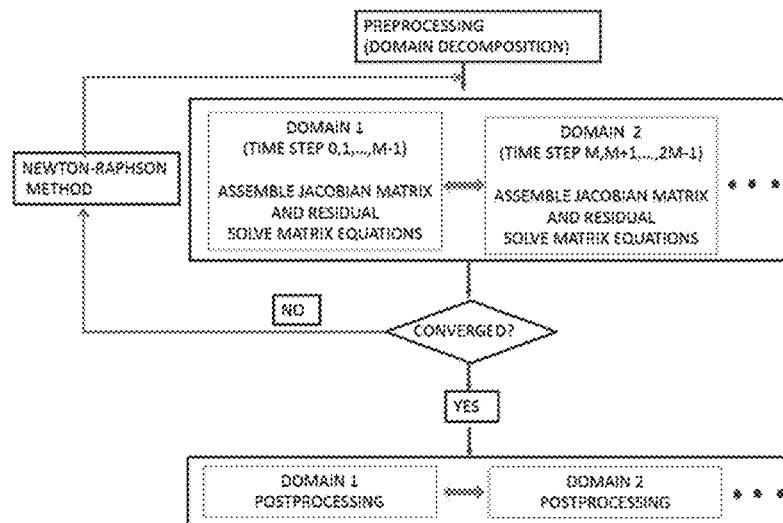 PREPROCESSING
(DOMAIN DECOMPOSITION)
NEWTON-RAPHSON
METHOD
DOMAIN 1
(TIME STEP 0,1,...,M-1)
ASSEMBLE JACOBIAN MATRIX
AND RESIDUAL
SOLVE MATRIX EQUATIONS
DOMAIN 2
(TIME STEP M,M+1,...,2M-1)
ASSEMBLE JACOBIAN MATRIX
AND RESIDUAL
SOLVE MATRIX EQUATIONS
NO
CONVERGED?
YES
DOMAIN 1
POSTPROCESSING
DOMAIN 2
POSTPROCESSING